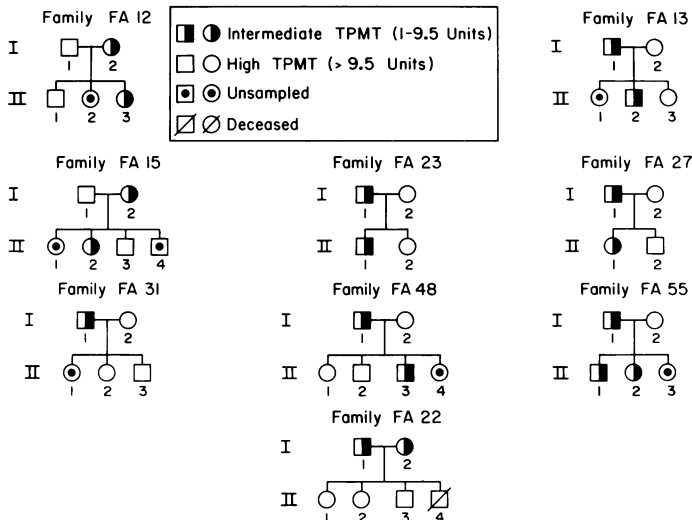 Family FA 12
I
1 2
II
1 2 3
Intermediate TPMT (1-9.5 Units)
High TPMT (> 9.5 Units)
Unsampled
Deceased
Family FA 13
I
1 2
II
1 2 3
Family FA 15
I
1 2
II
1 2 3 4
Family FA 23
I
1 2
II
1 2
Family FA 27
I
1 2
II
1 2
Family FA 31
I
1 2
II
1 2 3
Family FA 48
I
1 2
II
1 2 3 4
Family FA 55
I
1 2
II
1 2 3
Family FA 22
I
1 2
II
1 2 3 4